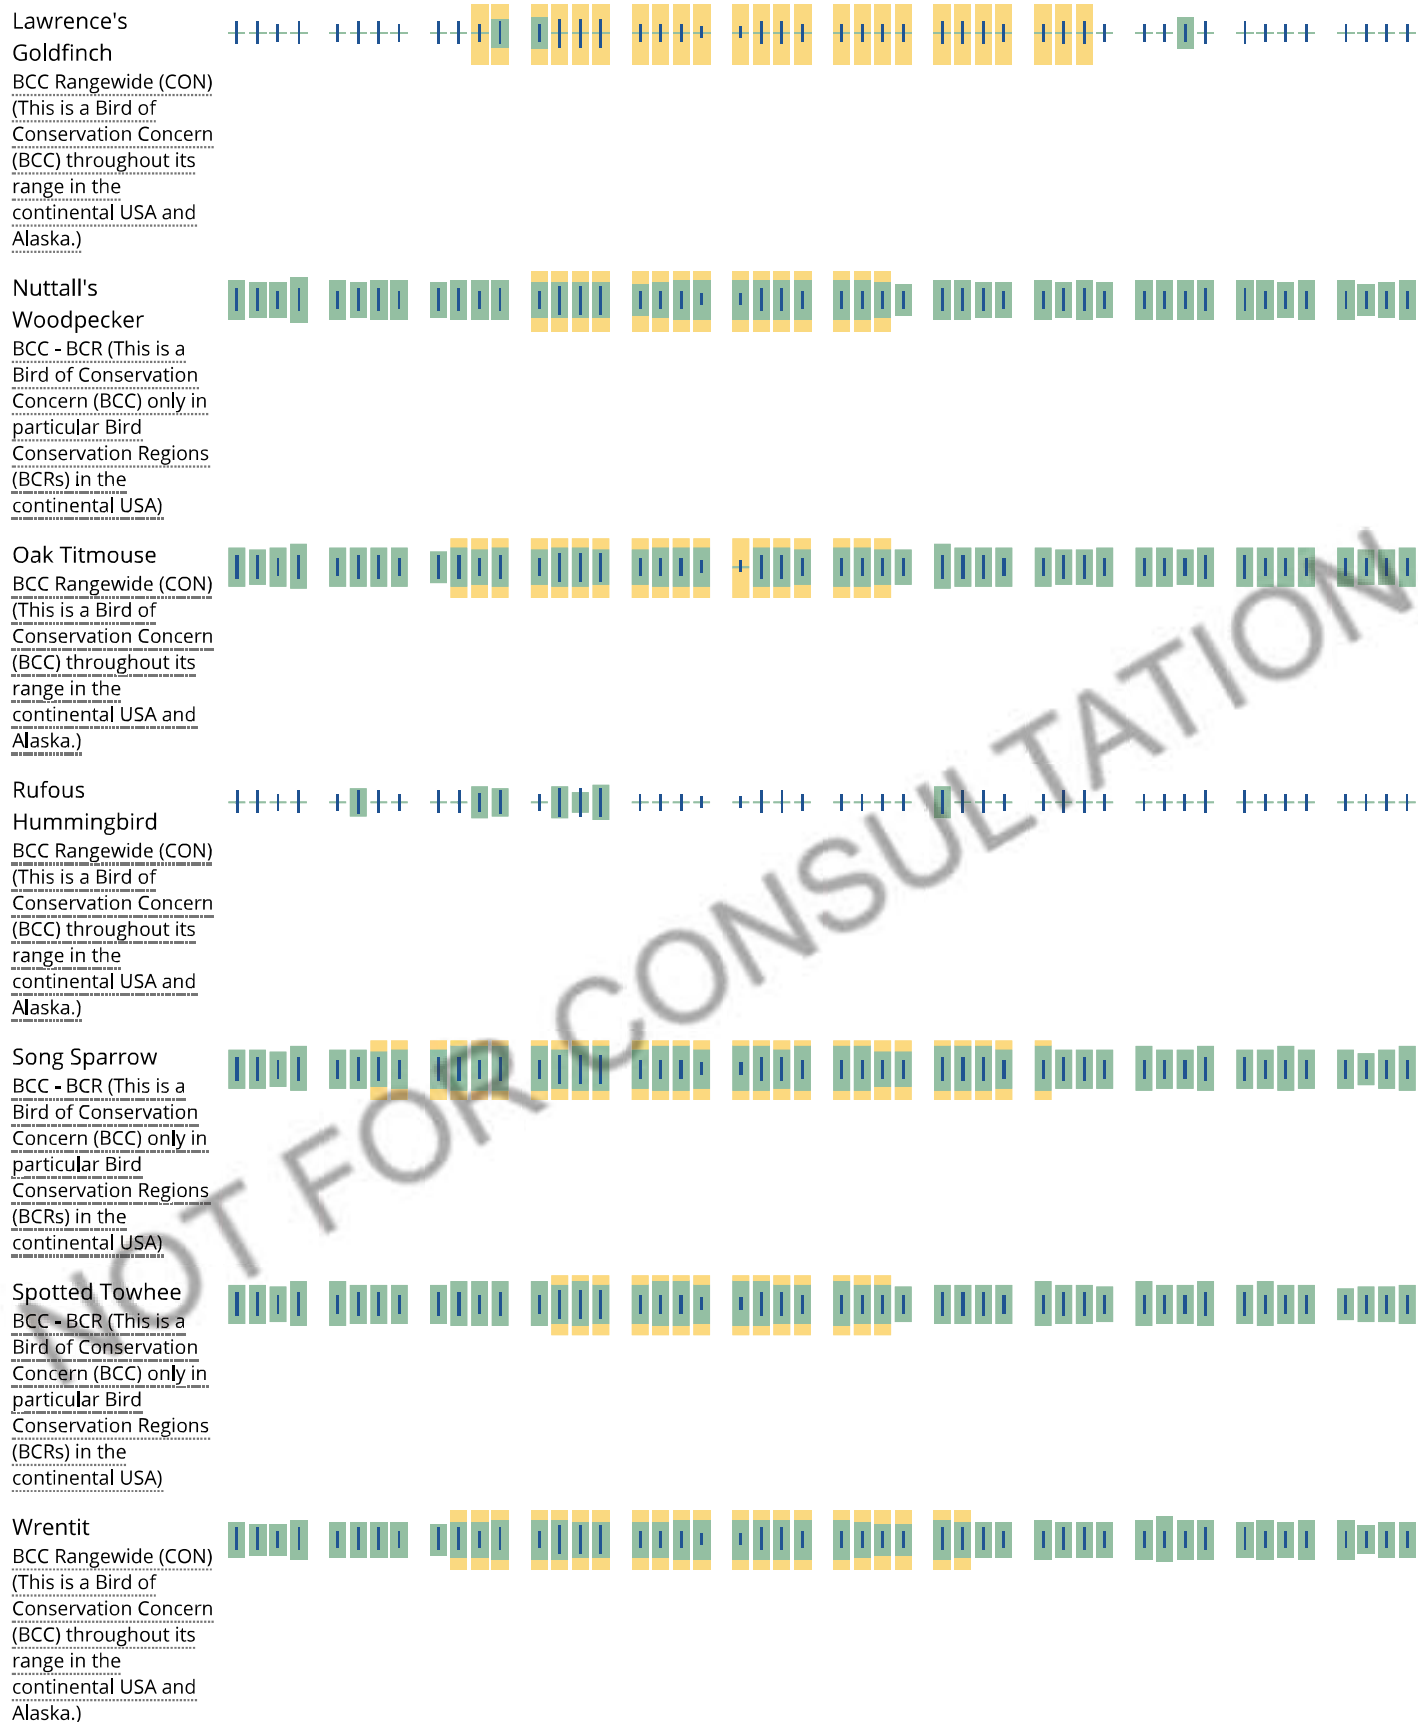 Lawrence's
Goldfinch
BCC Rangewide (CON)
(This is a Bird of
Conservation Concern
(BCC) throughout its
range in the
continental USA and
Alaska.)
Nuttall's
Woodpecker
BCC - BCR (This is a
Bird of Conservation
Concern (BCC) only in
particular Bird
Conservation Regions
(BCRs) in the
continental USA)
Oak Titmouse
BCC Rangewide (CON)
(This is a Bird of
Conservation Concern
(BCC) throughout its
range in the
continental USA and
Alaska.)
Rufous
Hummingbird
BCC Rangewide (CON)
(This is a Bird of
Conservation Concern
(BCC) throughout its
range in the
continental USA and
Alaska.)
Song Sparrow
BCC - BCR (This is a
Bird of Conservation
Concern (BCC) only in
particular Bird
Conservation Regions
(BCRs) in the
continental USA)
Spotted Towhee
BCC - BCR (This is a
Bird of Conservation
Concern (BCC) only in
particular Bird
Conservation Regions
(BCRs) in the
continental USA)
Wrentit
BCC Rangewide (CON)
(This is a Bird of
Conservation Concern
(BCC) throughout its
range in the
continental USA and
Alaska.)
NOT FOR CONSULTATION